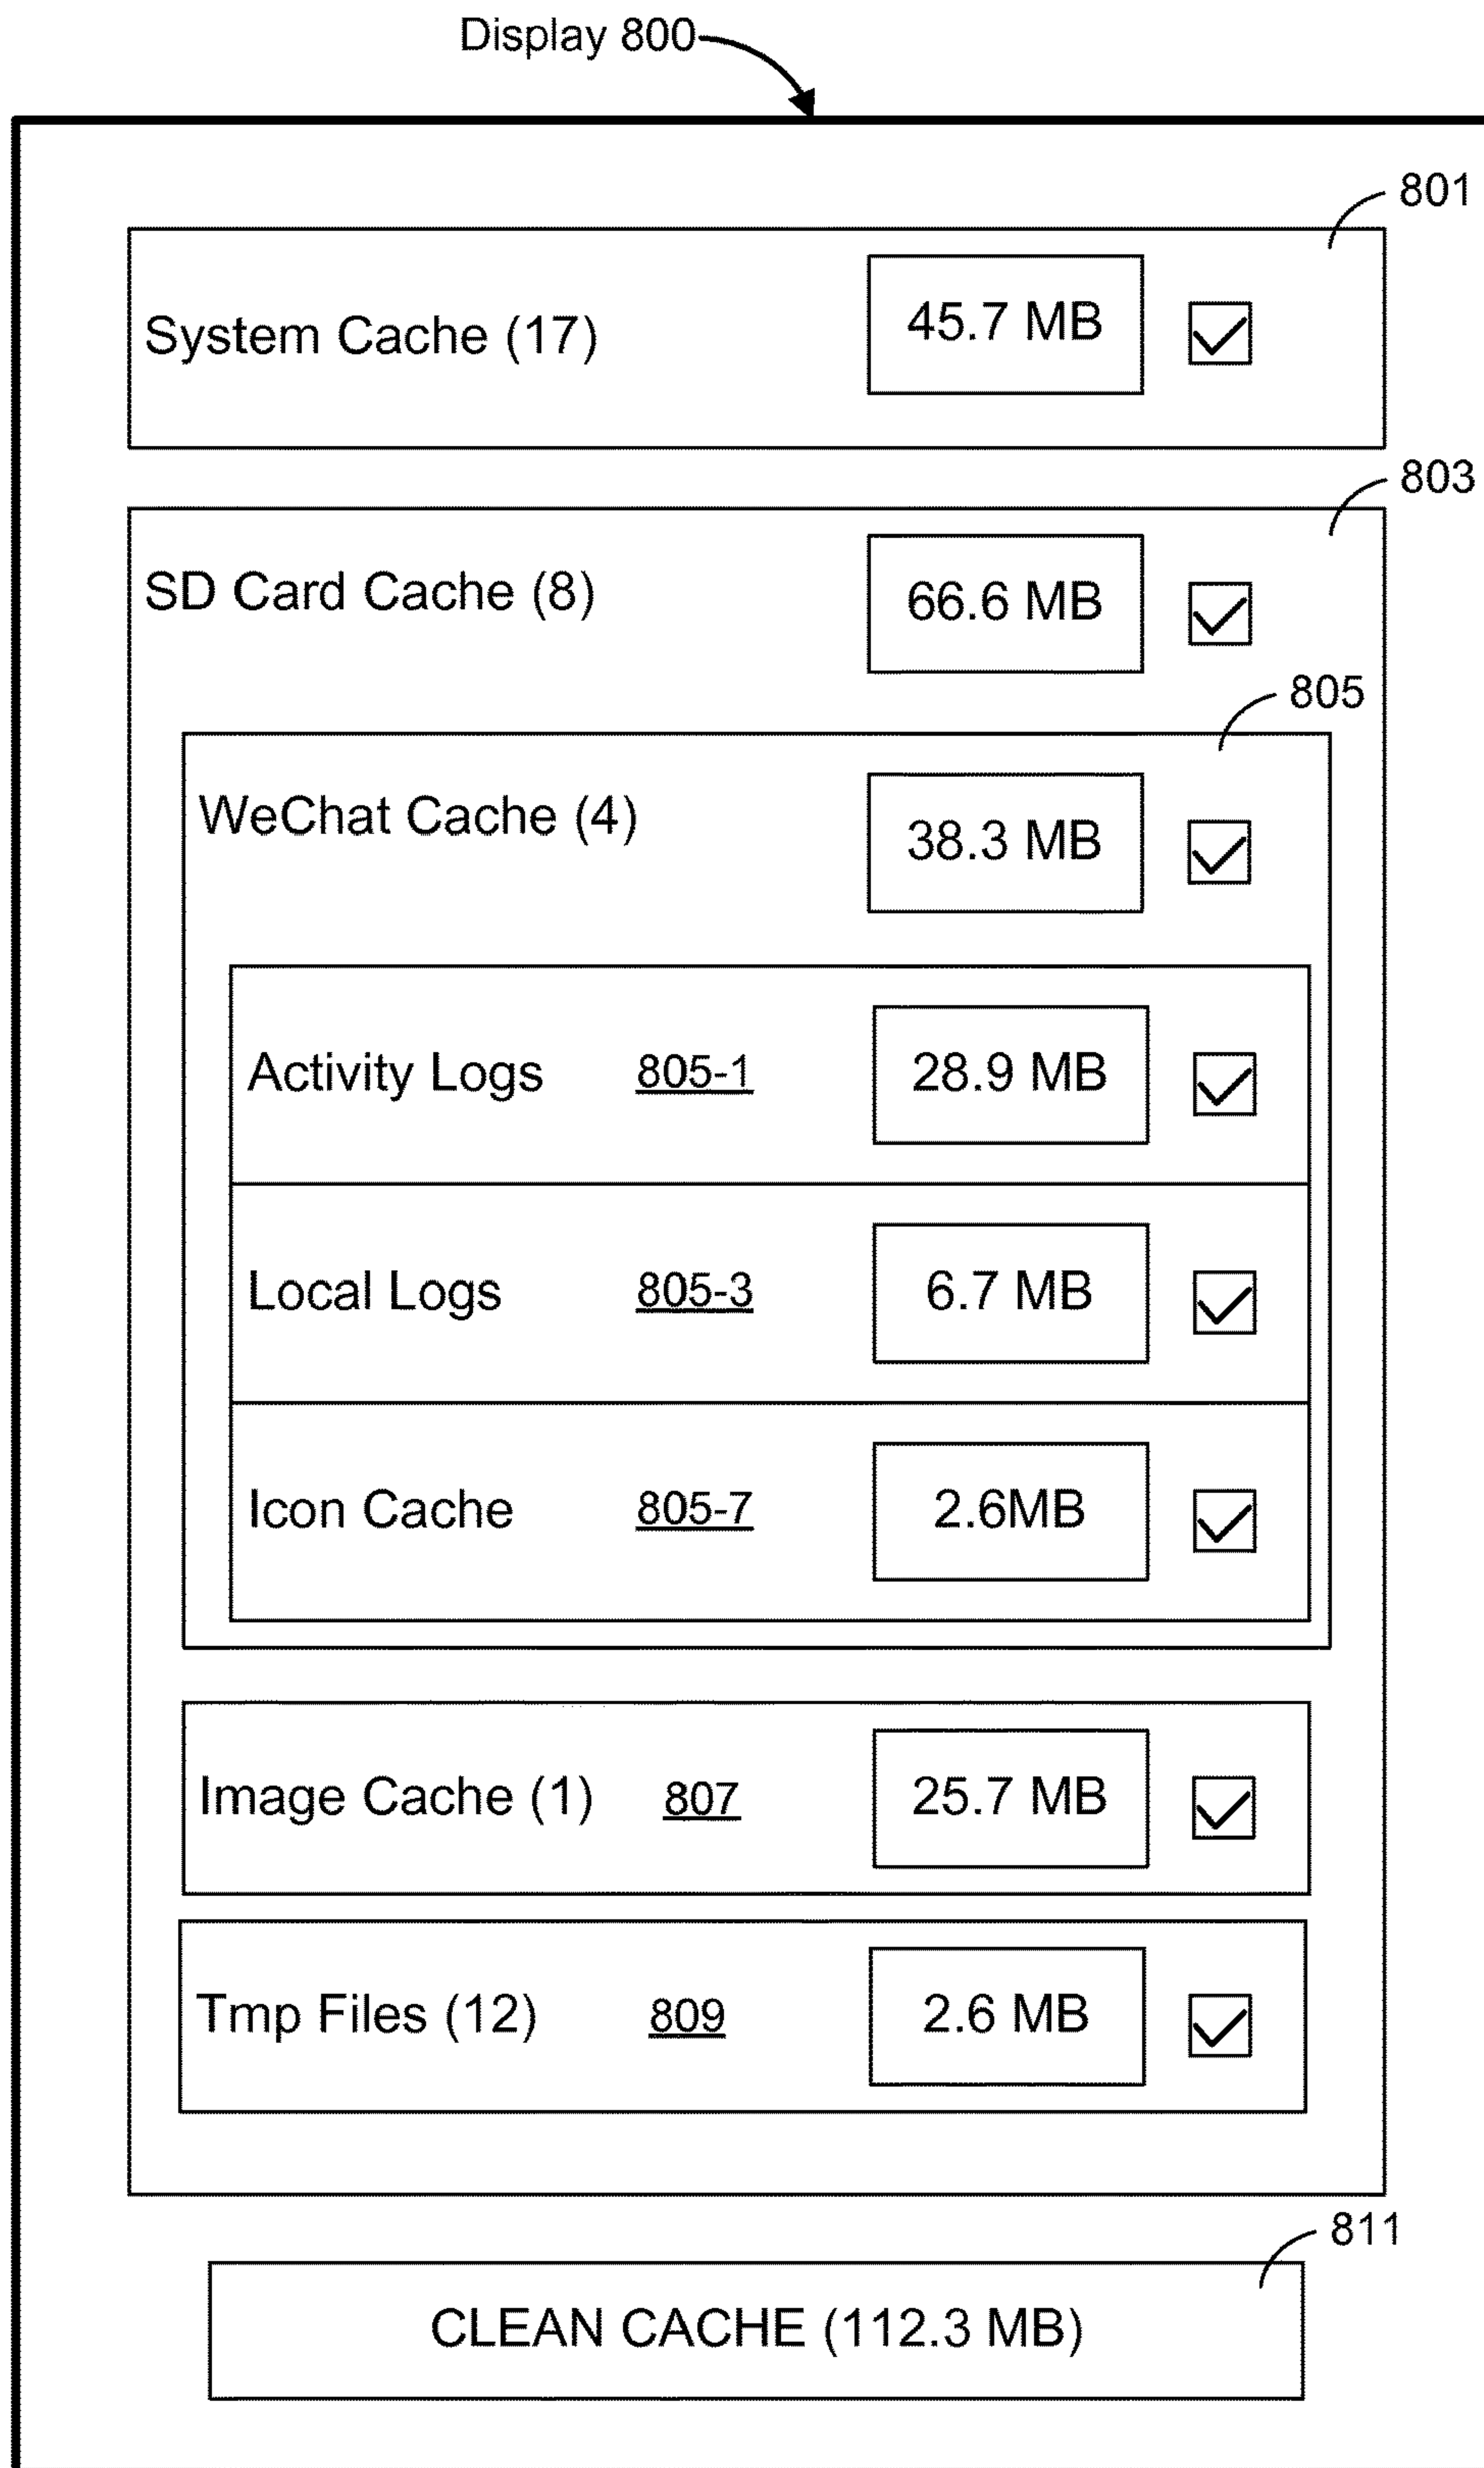 Display 800
801
System Cache (17) 45.7 MB
803
SD Card Cache (8) 66.6 MB
805
WeChat Cache (4) 38.3 MB
Activity Logs 805-1 28.9 MB
Local Logs 805-3 6.7 MB
Icon Cache 805-7 2.6MB
Image Cache (1) 807 25.7 MB
Tmp Files (12) 809 2.6 MB
811
CLEAN CACHE (112.3 MB)